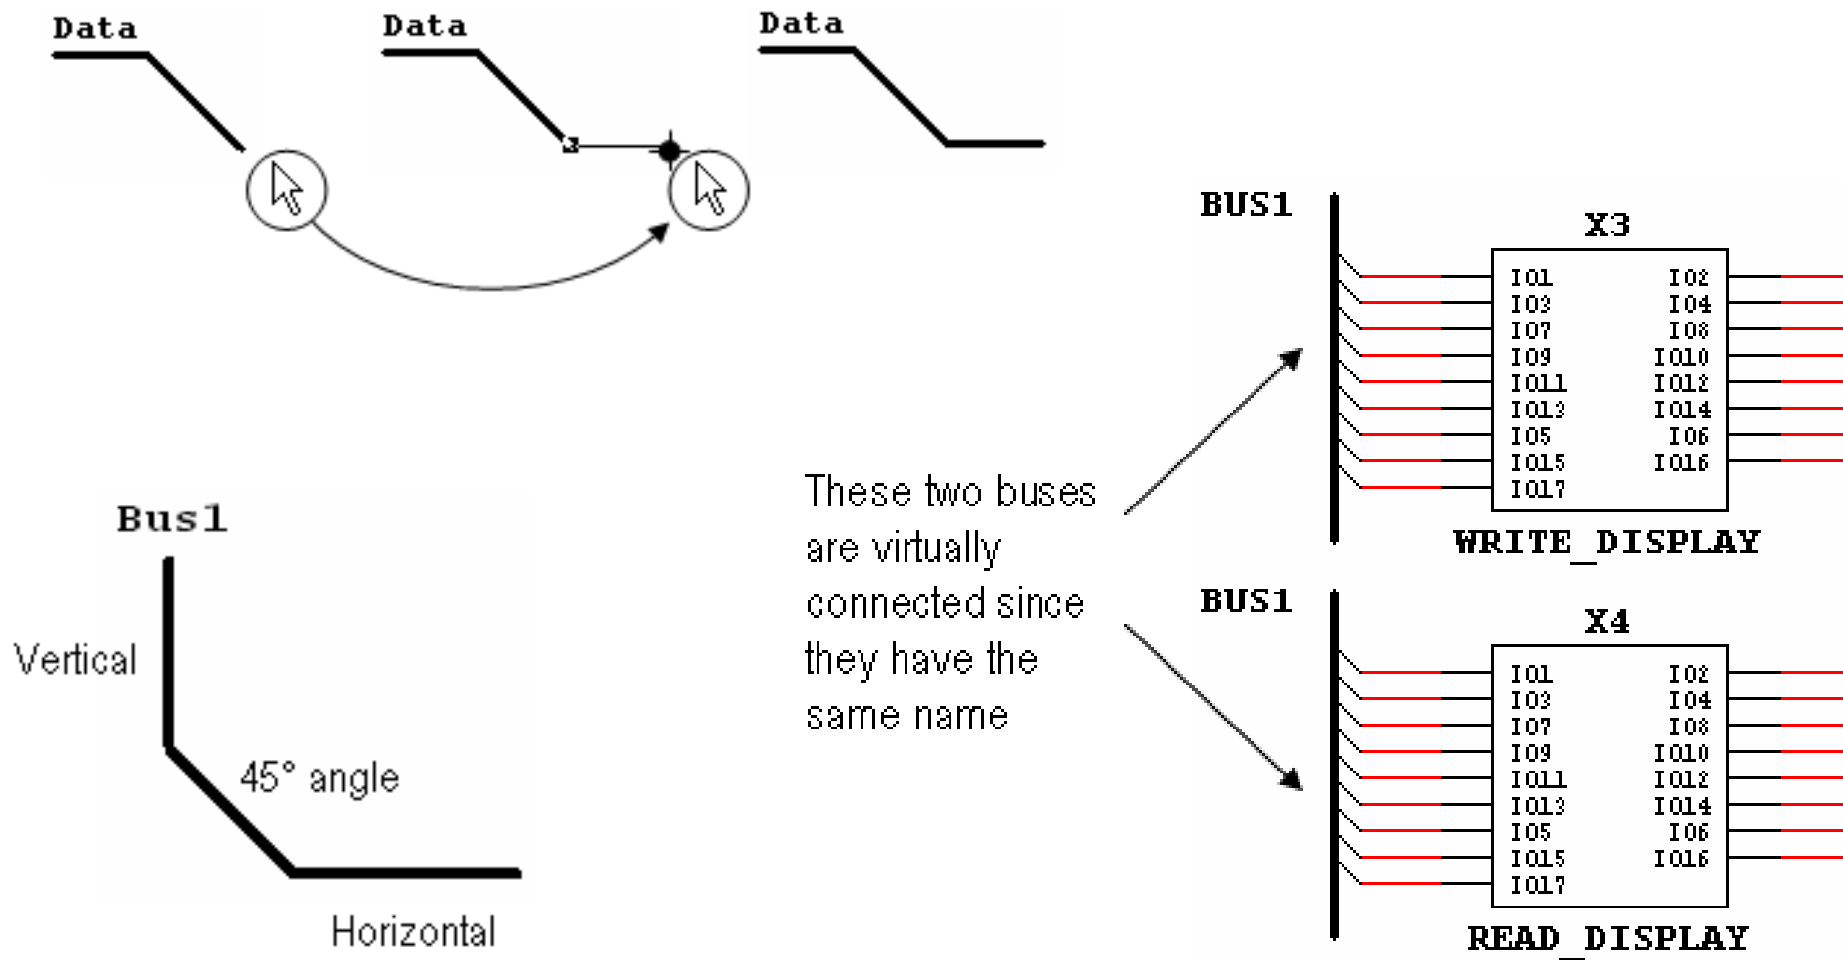 Data
Data
Data
BUS1
X3
IO1 IO2
IO3 IO4
IO7 IO8
IO9 IO10
IO11 IO12
IO13 IO14
IO5 IO6
IO15 IO16
IO17
WRITE_DISPLAY
These two buses
are virtually
connected since
they have the
same name
Bus1
Vertical
45° angle
Horizontal
BUS1
X4
IO1 IO2
IO3 IO4
IO7 IO8
IO9 IO10
IO11 IO12
IO13 IO14
IO5 IO6
IO15 IO16
IO17
READ_DISPLAY